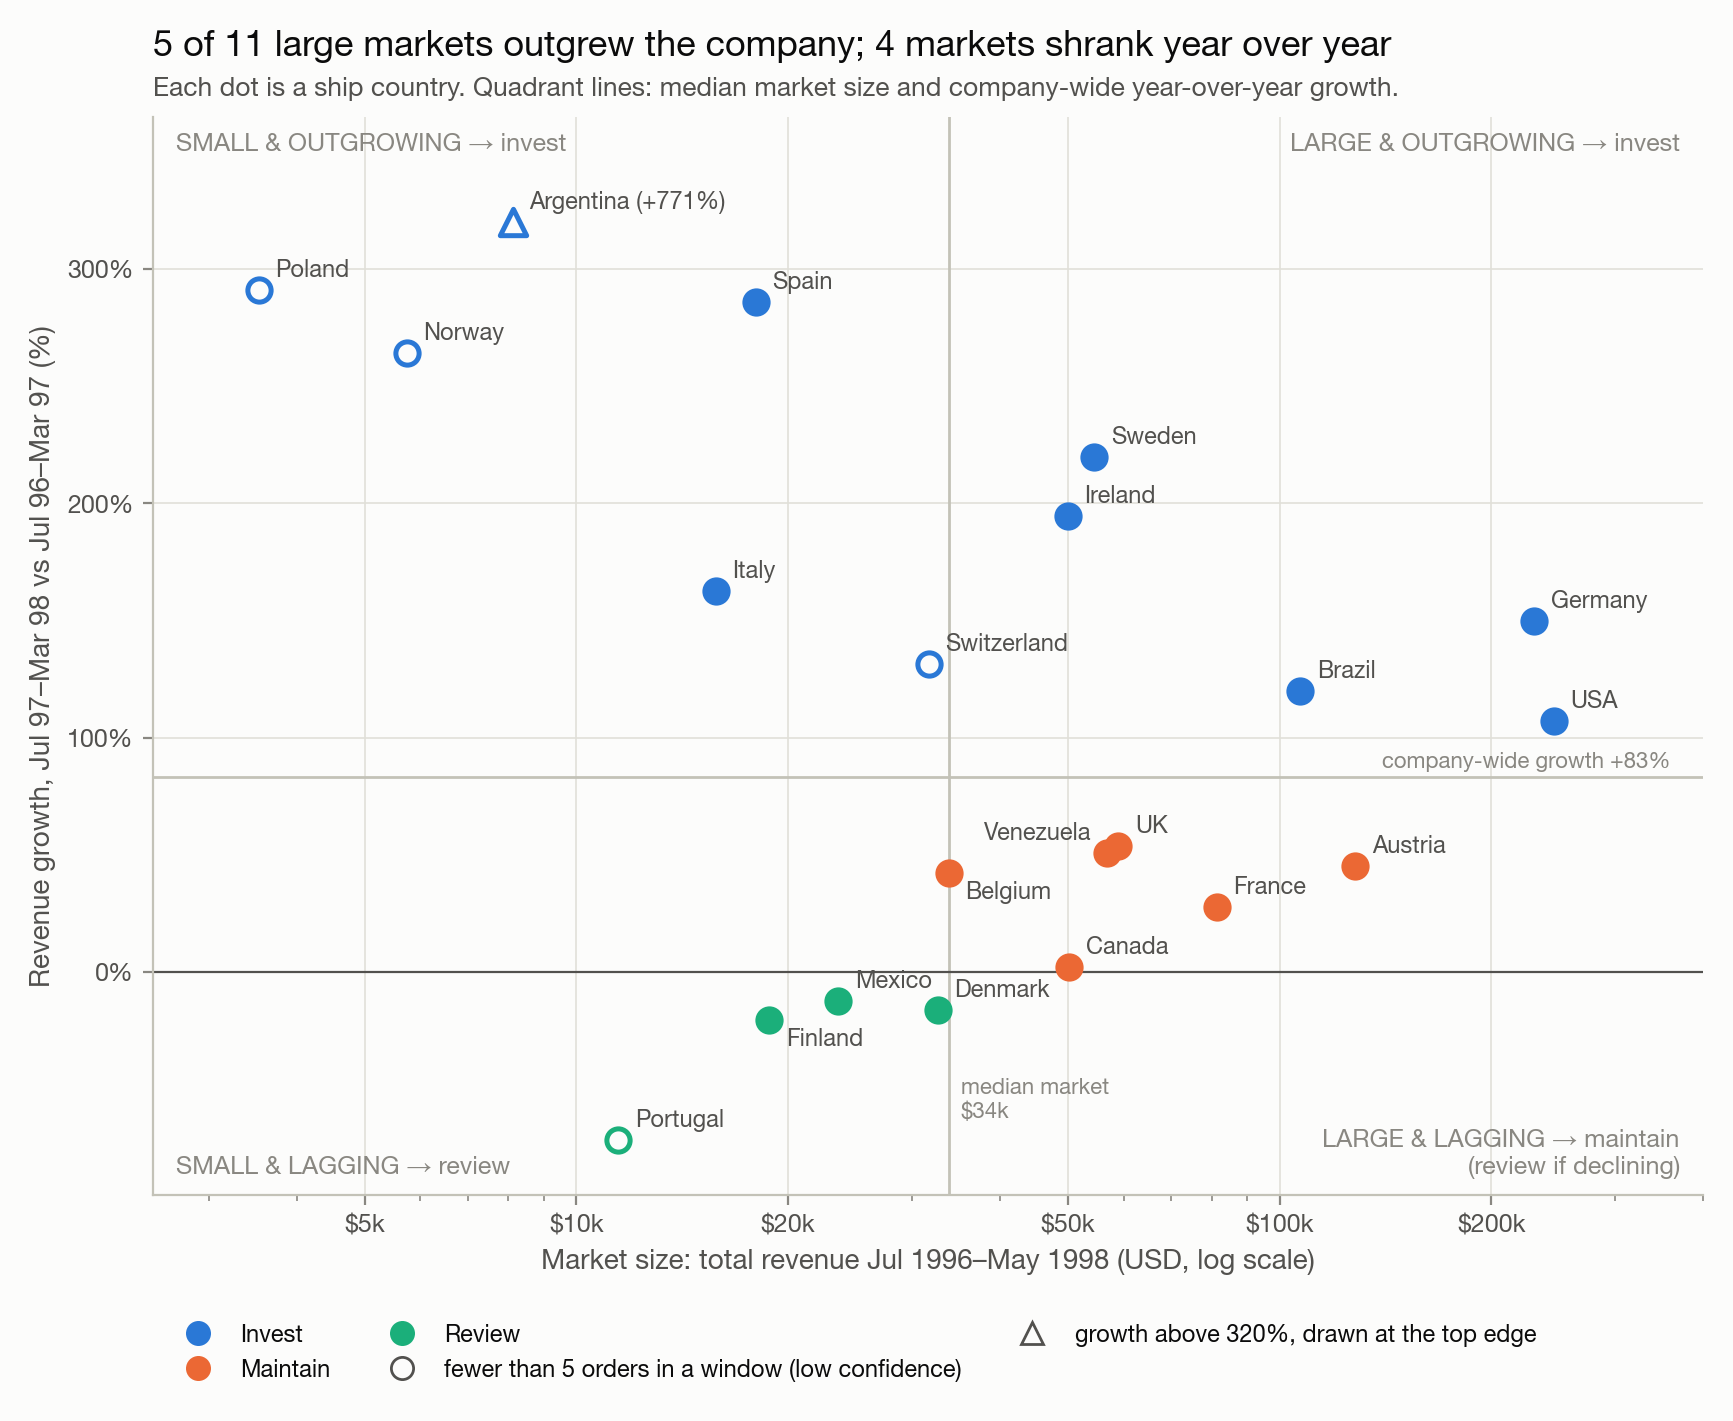 5 of 11 large markets outgrew the company; 4 markets shrank year over year
Each dot is a ship country. Quadrant lines: median market size and company-wide year-over-year growth.
SMALL & OUTGROWING → invest
LARGE & OUTGROWING → invest
Argentina (+771%)
Poland
Spain
Norway
Sweden
Ireland
Italy
Germany
Switzerland
Brazil
USA
company-wide growth +83%
Venezuela
UK
Austria
Belgium
France
Canada
Mexico
Denmark
Finland
median market
$34k
Portugal
LARGE & LAGGING → maintain
(review if declining)
SMALL & LAGGING → review
300%
200%
100%
0%
Revenue growth, Jul 97–Mar 98 vs Jul 96–Mar 97 (%)
$5k
$10k
$20k
$50k
$100k
$200k
Market size: total revenue Jul 1996–May 1998 (USD, log scale)
Invest
Maintain
Review
fewer than 5 orders in a window (low confidence)
growth above 320%, drawn at the top edge